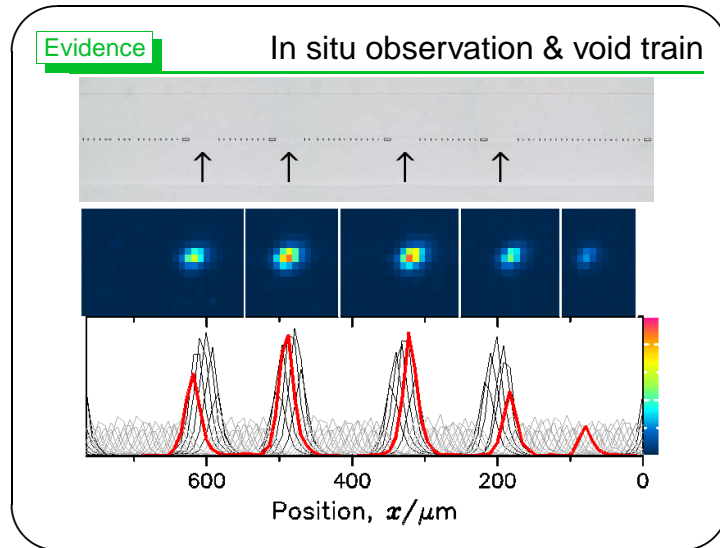 Evidence
In situ observation & void train
↑ ↑ ↑ ↑
600 400 200 0
Position, x/μm